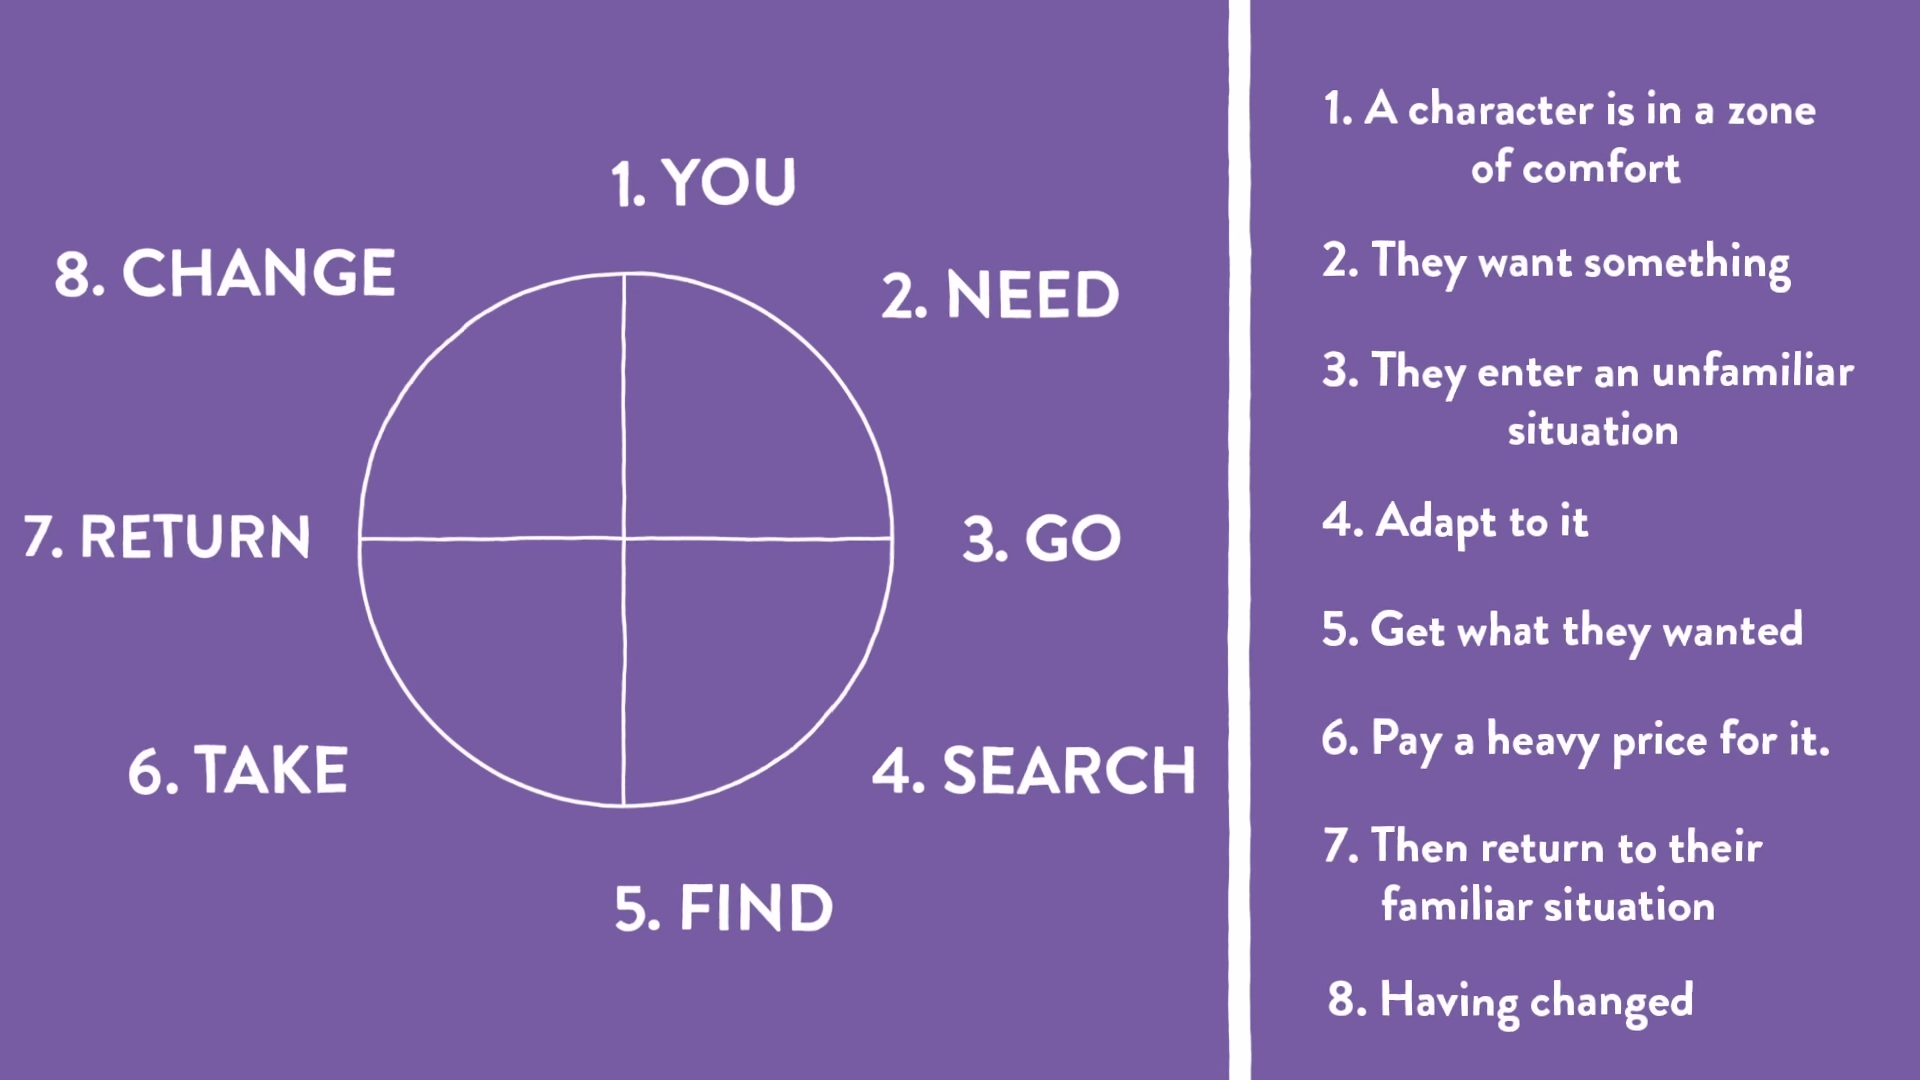 1. YOU
2. NEED
3. GO
4. SEARCH
5. FIND
6. TAKE
7. RETURN
8. CHANGE
1. A character is in a zone
of comfort
2. They want something
3. They enter an unfamiliar
situation
4. Adapt to it
5. Get what they wanted
6. Pay a heavy price for it.
7. Then return to their
familiar situation
8. Having changed